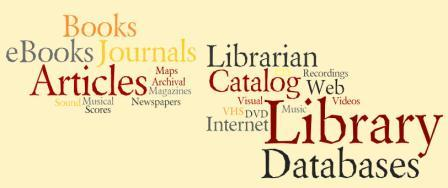 Books
eBooks Journals
Articles
Maps
Archival
Magazines
Sound
Musical
Scores
Newspapers
Librarian
Catalog
Recordings
Web
Visual
Videos
VHS
DVD
Music
Internet
Library
Databases